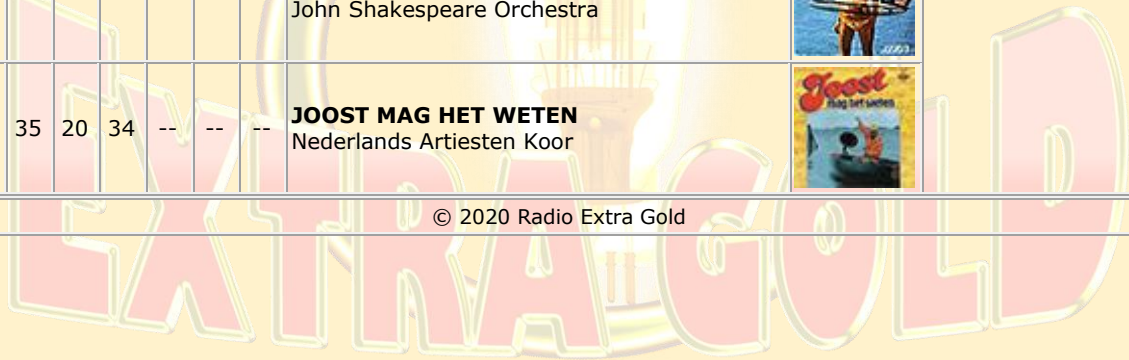 John Shakespeare Orchestra
35 20 34 -- -- -- JOOST MAG HET WETEN
Nederlands Artiesten Koor
Joost
mag het weten
© 2020 Radio Extra Gold
EXTRA GOLD